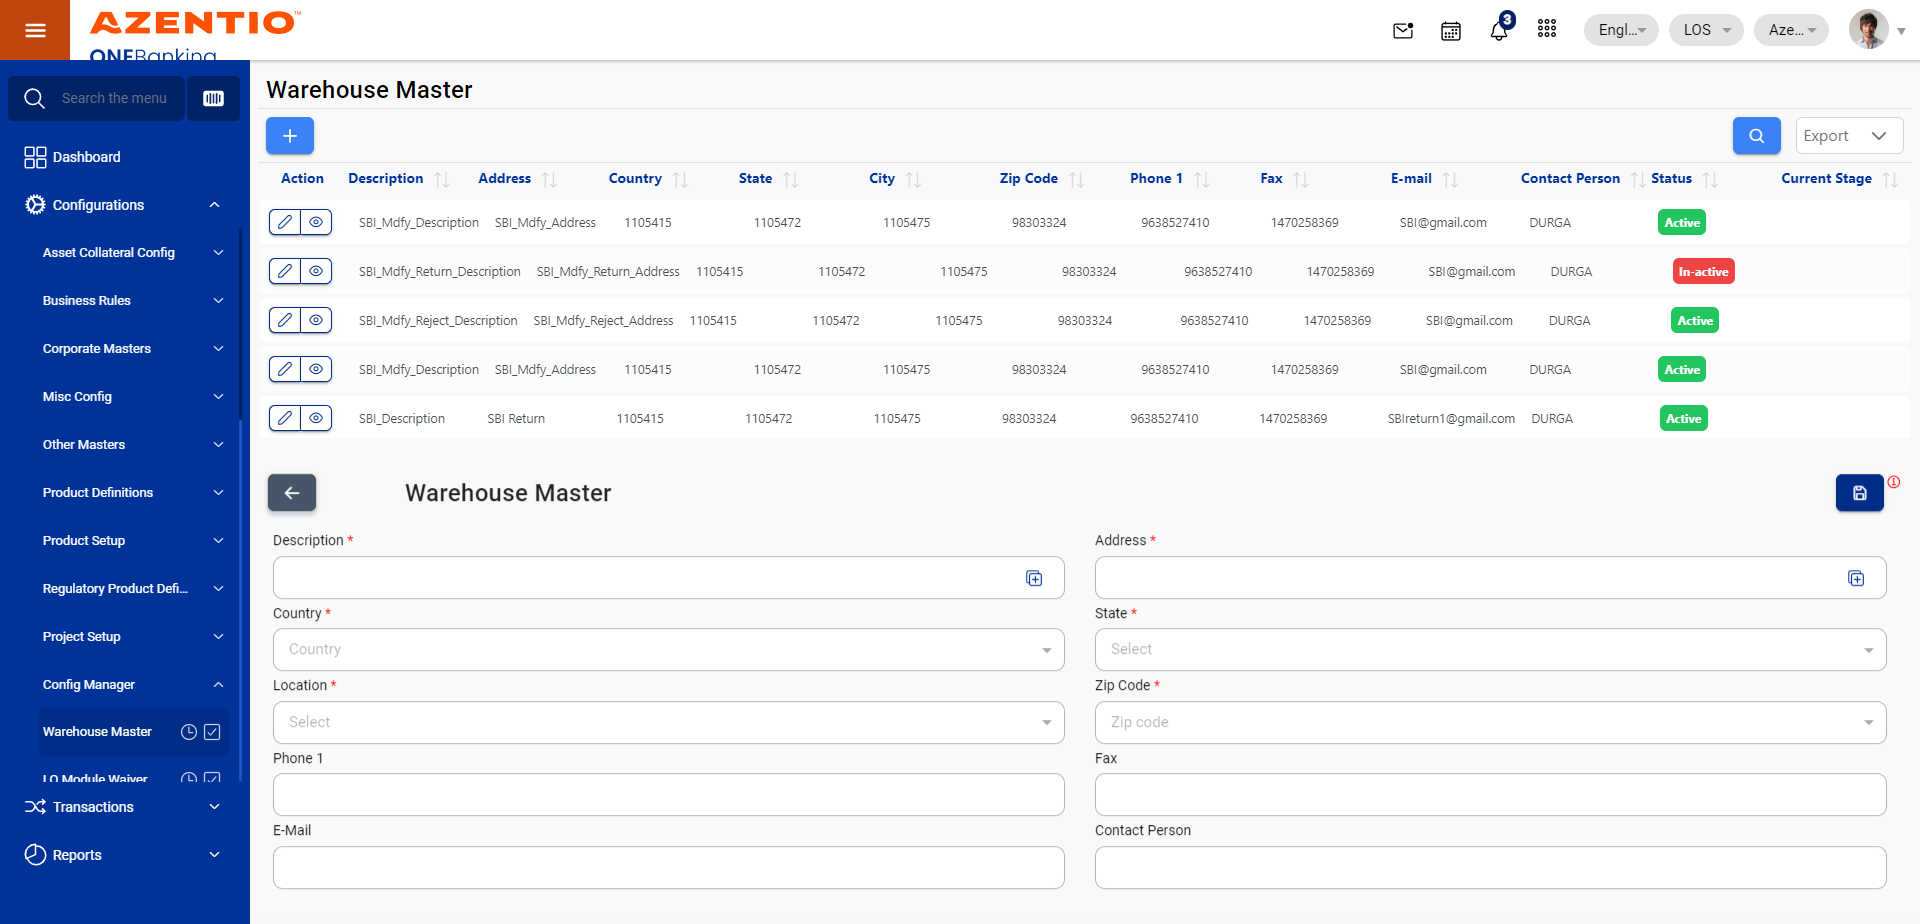 AZENTIO™
ONEBanking
3
Engl...
LOS
Aze...
Search the menu
Dashboard
Configurations
Asset Collateral Config
Business Rules
Corporate Masters
Misc Config
Other Masters
Product Definitions
Product Setup
Regulatory Product Defi...
Project Setup
Config Manager
Warehouse Master
LO Module Waiver
Transactions
Reports
Warehouse Master
Export
Action Description Address Country State City Zip Code Phone 1 Fax E-mail Contact Person Status Current Stage
SBI_Mdfy_Description SBI_Mdfy_Address 1105415 1105472 1105475 98303324 9638527410 1470258369 SBI@gmail.com DURGA Active
SBI_Mdfy_Return_Description SBI_Mdfy_Return_Address 1105415 1105472 1105475 98303324 9638527410 1470258369 SBI@gmail.com DURGA In-active
SBI_Mdfy_Reject_Description SBI_Mdfy_Reject_Address 1105415 1105472 1105475 98303324 9638527410 1470258369 SBI@gmail.com DURGA Active
SBI_Mdfy_Description SBI_Mdfy_Address 1105415 1105472 1105475 98303324 9638527410 1470258369 SBI@gmail.com DURGA Active
SBI_Description SBI Return 1105415 1105472 1105475 98303324 9638527410 1470258369 SBIreturn1@gmail.com DURGA Active
Warehouse Master
Description * Address *
Country * State *
Country Select
Location * Zip Code *
Select Zip code
Phone 1 Fax
E-Mail Contact Person